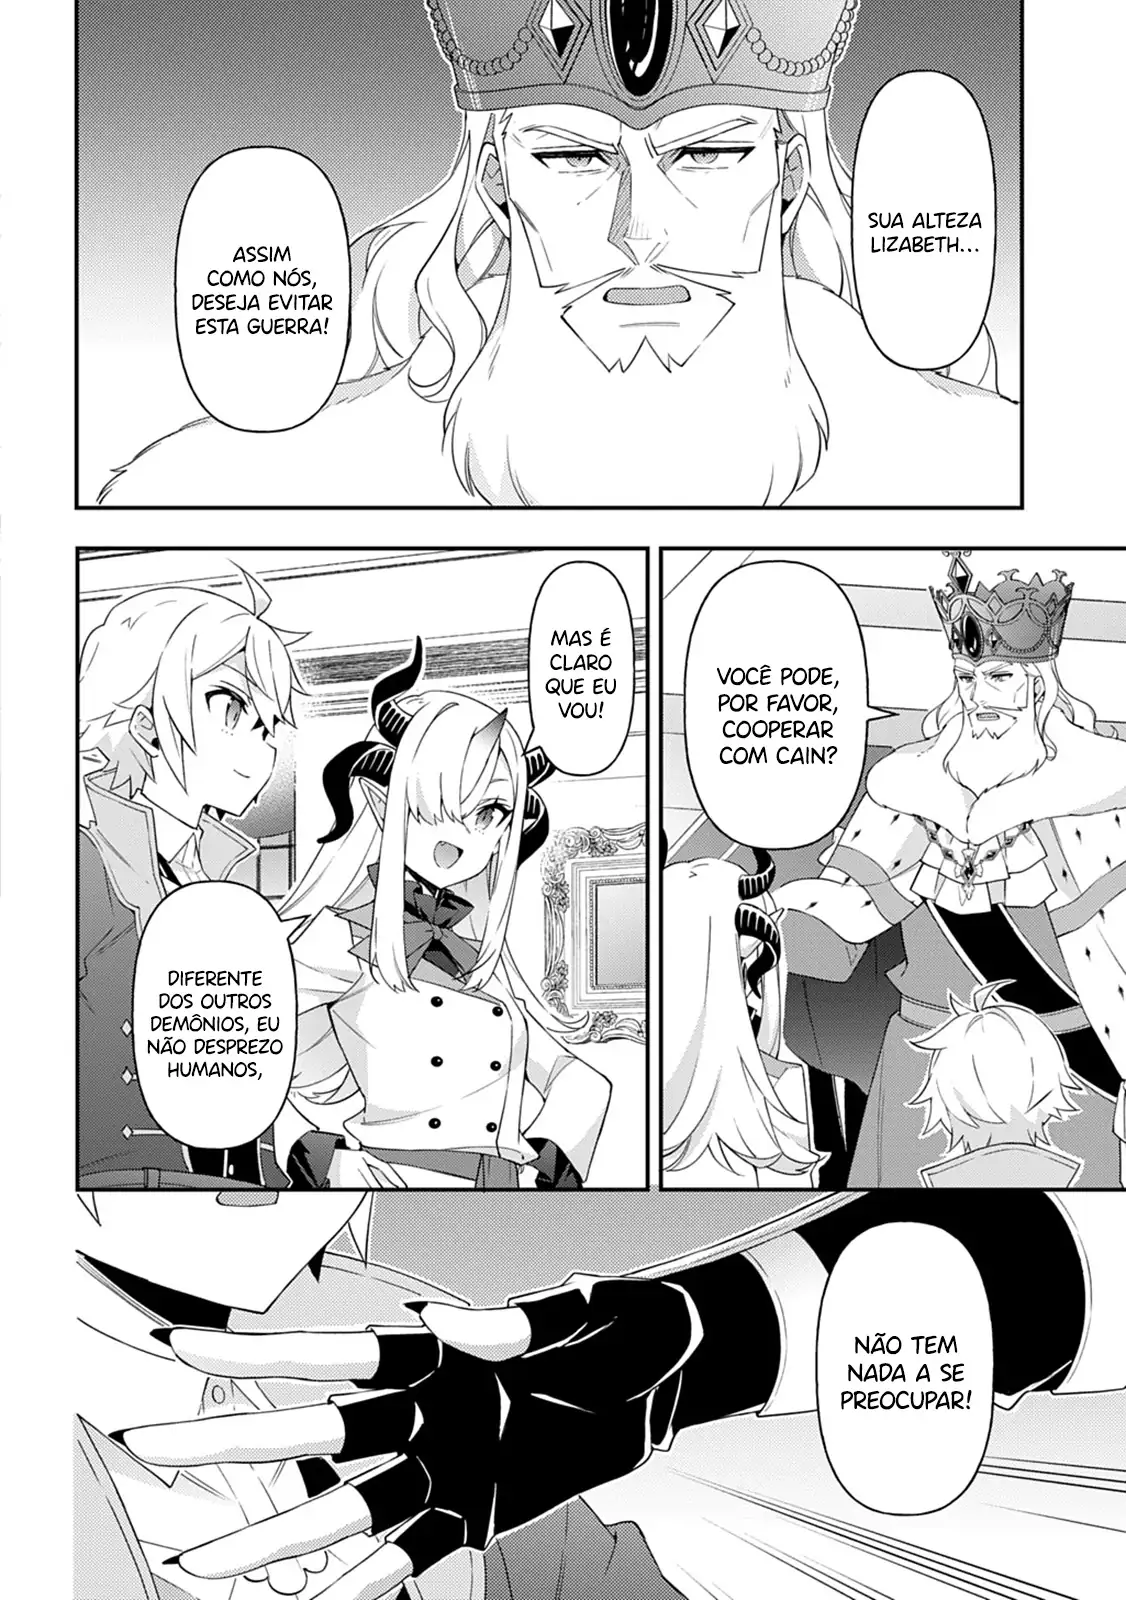 SUA ALTEZA
LIZABETH...
ASSIM
COMO NÓS,
DESEJA EVITAR
ESTA GUERRA!
VOCÊ PODE,
POR FAVOR,
COOPERAR
COM CAIN?
MAS É
CLARO
QUE EU
VOU!
DIFERENTE
DOS OUTROS
DEMÔNIOS, EU
NÃO DESPREZO
HUMANOS,
NÃO TEM
NADA A SE
PREOCUPAR!